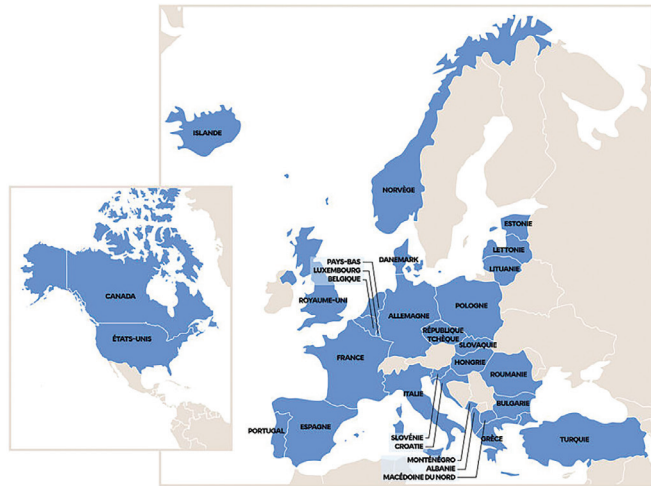 ISLANDE
NORVÈGE
ESTONIE
LETTONIE
LITUANIE
PAYS-BAS
LUXEMBOURG
BELGIQUE
DANEMARK
ROYAUME-UNI
ALLEMAGNE
POLOGNE
CANADA
ÉTATS-UNIS
RÉPUBLIQUE
TCHÈQUE
SLOVAQUIE
FRANCE
HONGRIE
ROUMANIE
ITALIE
BULGARIE
PORTUGAL
ESPAGNE
SLOVÉNIE
CROATIE
GRÈCE
TURQUIE
MONTÉNÉGRO
ALBANIE
MACÉDOINE DU NORD